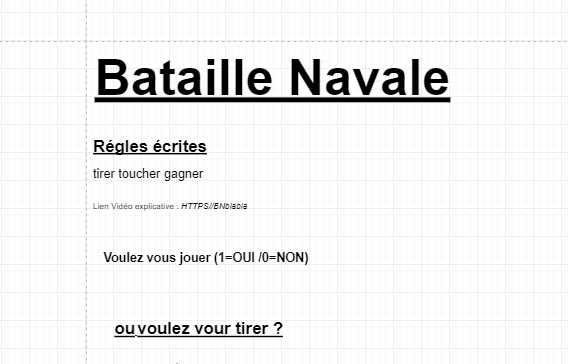 Bataille Navale
Régles écrites
tirer toucher gagner
Lien Vidéo explicative : HTTPS//BNblabla
Voulez vous jouer (1=OUI /0=NON)
ou voulez vour tirer ?